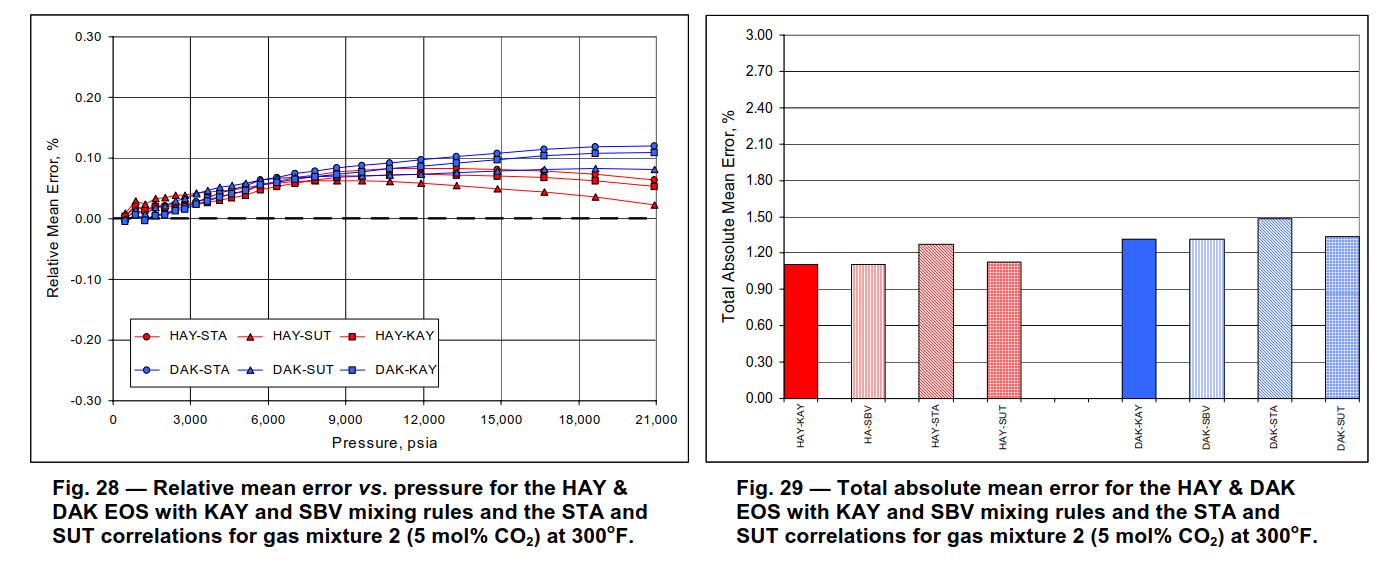 0.30
0.20
0.10
0.00
-0.10
-0.20
-0.30
Relative Mean Error, %
HAY-STA HAY-SUT HAY-KAY
DAK-STA DAK-SUT DAK-KAY
0 3,000 6,000 9,000 12,000 15,000 18,000 21,000
Pressure, psia
Fig. 28 — Relative mean error vs. pressure for the HAY &
DAK EOS with KAY and SBV mixing rules and the STA and
SUT correlations for gas mixture 2 (5 mol% CO₂) at 300°F.
3.00
2.70
2.40
2.10
1.80
1.50
1.20
0.90
0.60
0.30
0.00
Total Absolute Mean Error, %
HAY-KAY
HA-SBV
HAY-STA
HAY-SUT
DAK-KAY
DAK-SBV
DAK-STA
DAK-SUT
Fig. 29 — Total absolute mean error for the HAY & DAK
EOS with KAY and SBV mixing rules and the STA and
SUT correlations for gas mixture 2 (5 mol% CO₂) at 300°F.